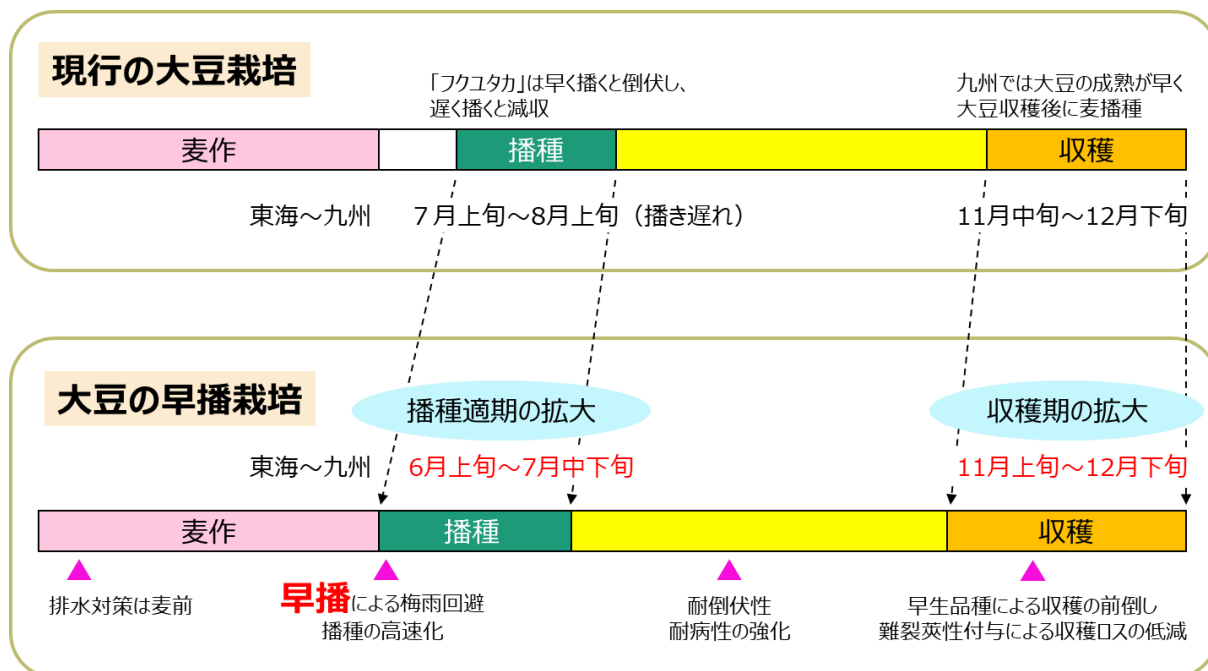 現行の大豆栽培
「フクユタカ」は早く播くと倒伏し、
遅く播くと減収
九州では大豆の成熟が早く
大豆収穫後に麦播種
麦作
播種
収穫
東海～九州
７月上旬～8月上旬（播き遅れ）
11月中旬～12月下旬
大豆の早播栽培
播種適期の拡大
収穫期の拡大
東海～九州
6月上旬～7月中下旬
11月上旬～12月下旬
麦作
播種
収穫
排水対策は麦前
早播による梅雨回避
播種の高速化
耐倒伏性
耐病性の強化
早生品種による収穫の前倒し
難裂莢性付与による収穫ロスの低減